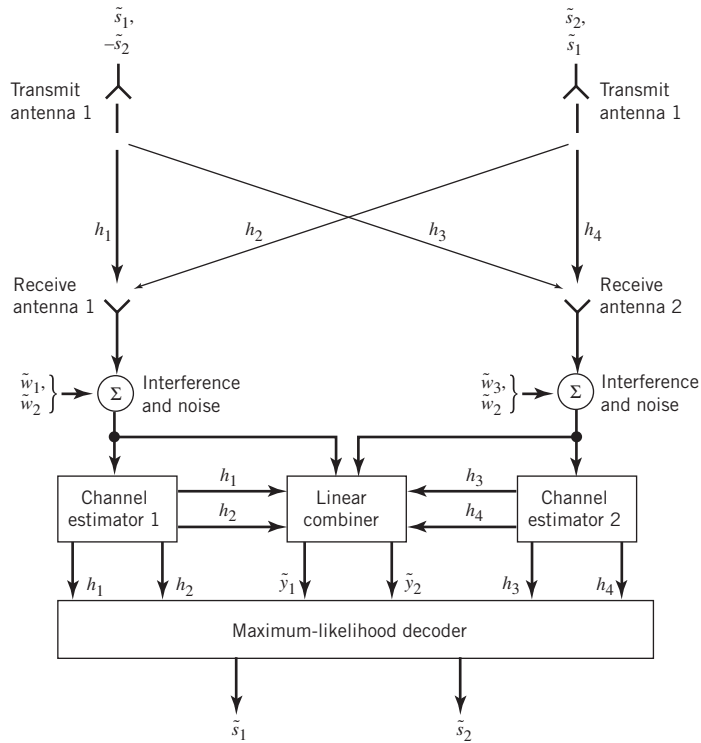 s̃1,
−s̃2
s̃2,
s̃1
Transmit
antenna 1
Transmit
antenna 1
h1
h2
h3
h4
Receive
antenna 1
Receive
antenna 2
w̃1,
w̃2
}
Σ
Interference
and noise
w̃3,
w̃2
}
Σ
Interference
and noise
Channel
estimator 1
h1
h2
Linear
combiner
h3
h4
Channel
estimator 2
h1
h2
ỹ1
ỹ2
h3
h4
Maximum-likelihood decoder
s̃1
s̃2